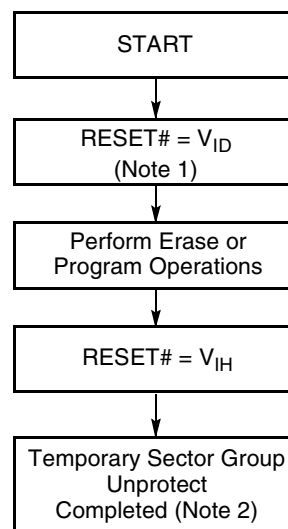 START
RESET# = VID
(Note 1)
Perform Erase or
Program Operations
RESET# = VIH
Temporary Sector Group
Unprotect
Completed (Note 2)